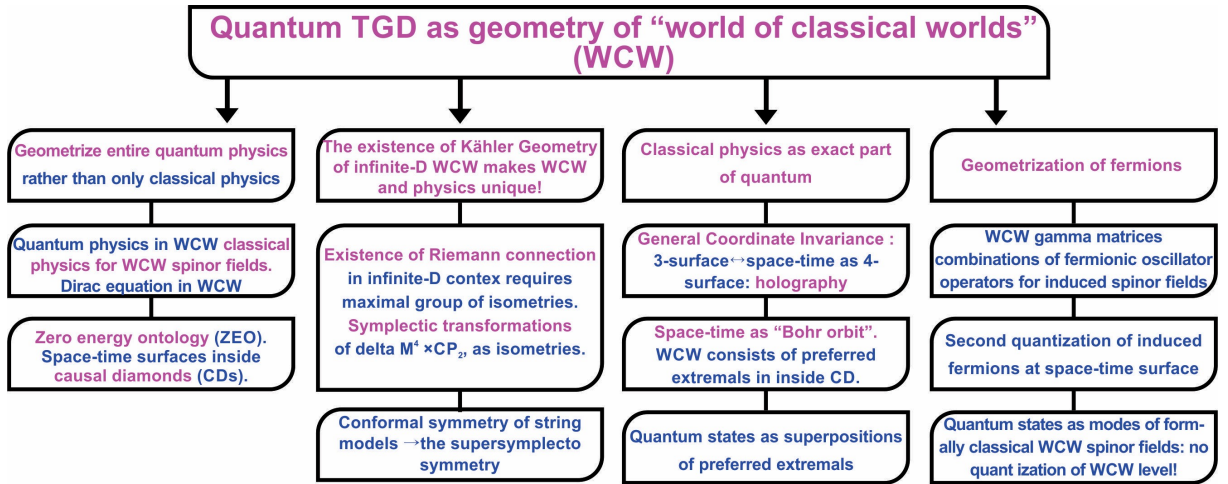 Quantum TGD as geometry of “world of classical worlds”
(WCW)
Geometrize entire quantum physics
rather than only classical physics
Quantum physics in WCW classical
physics for WCW spinor fields.
Dirac equation in WCW
Zero energy ontology (ZEO).
Space-time surfaces inside
causal diamonds (CDs).
The existence of Kähler Geometry
of infinite-D WCW makes WCW
and physics unique!
Existence of Riemann connection
in infinite-D contex requires
maximal group of isometries.
Symplectic transformations
of delta M⁴ ×CP₂, as isometries.
Conformal symmetry of string
models →the supersymplecto
symmetry
Classical physics as exact part
of quantum
General Coordinate Invariance :
3-surface↔space-time as 4-
surface: holography
Space-time as “Bohr orbit”.
WCW consists of preferred
extremals in inside CD.
Quantum states as superpositions
of preferred extremals
Geometrization of fermions
WCW gamma matrices
combinations of fermionic oscillator
operators for induced spinor fields
Second quantization of induced
fermions at space-time surface
Quantum states as modes of form-
ally classical WCW spinor fields: no
quant ization of WCW level!